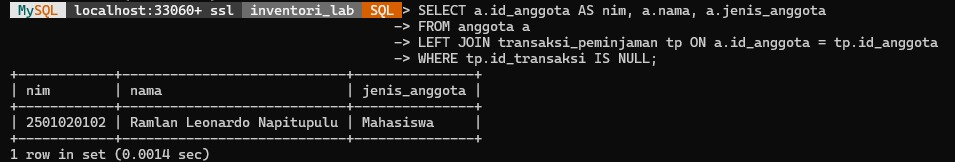 MySQL localhost:33060+ ssl inventori_lab SQL > SELECT a.id_anggota AS nim, a.nama, a.jenis_anggota
-> FROM anggota a
-> LEFT JOIN transaksi_peminjaman tp ON a.id_anggota = tp.id_anggota
-> WHERE tp.id_transaksi IS NULL;
+------------+--------------------------+---------------+
| nim        | nama                     | jenis_anggota |
+------------+--------------------------+---------------+
| 2501020102 | Ramlan Leonardo Napitupulu | Mahasiswa     |
+------------+--------------------------+---------------+
1 row in set (0.0014 sec)